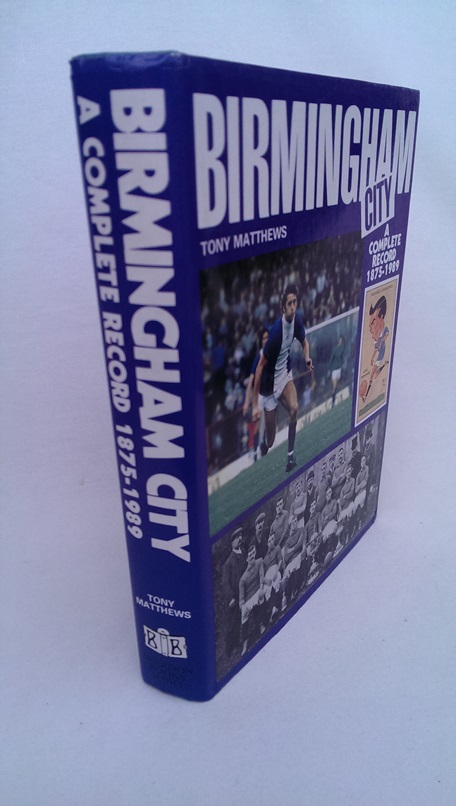 BIRMINGHAM CITY
A COMPLETE RECORD 1875-1989
TONY
MATTHEWS
B B
BIRMINGHAM
CITY
A
COMPLETE
RECORD
1875-1989
TONY MATTHEWS